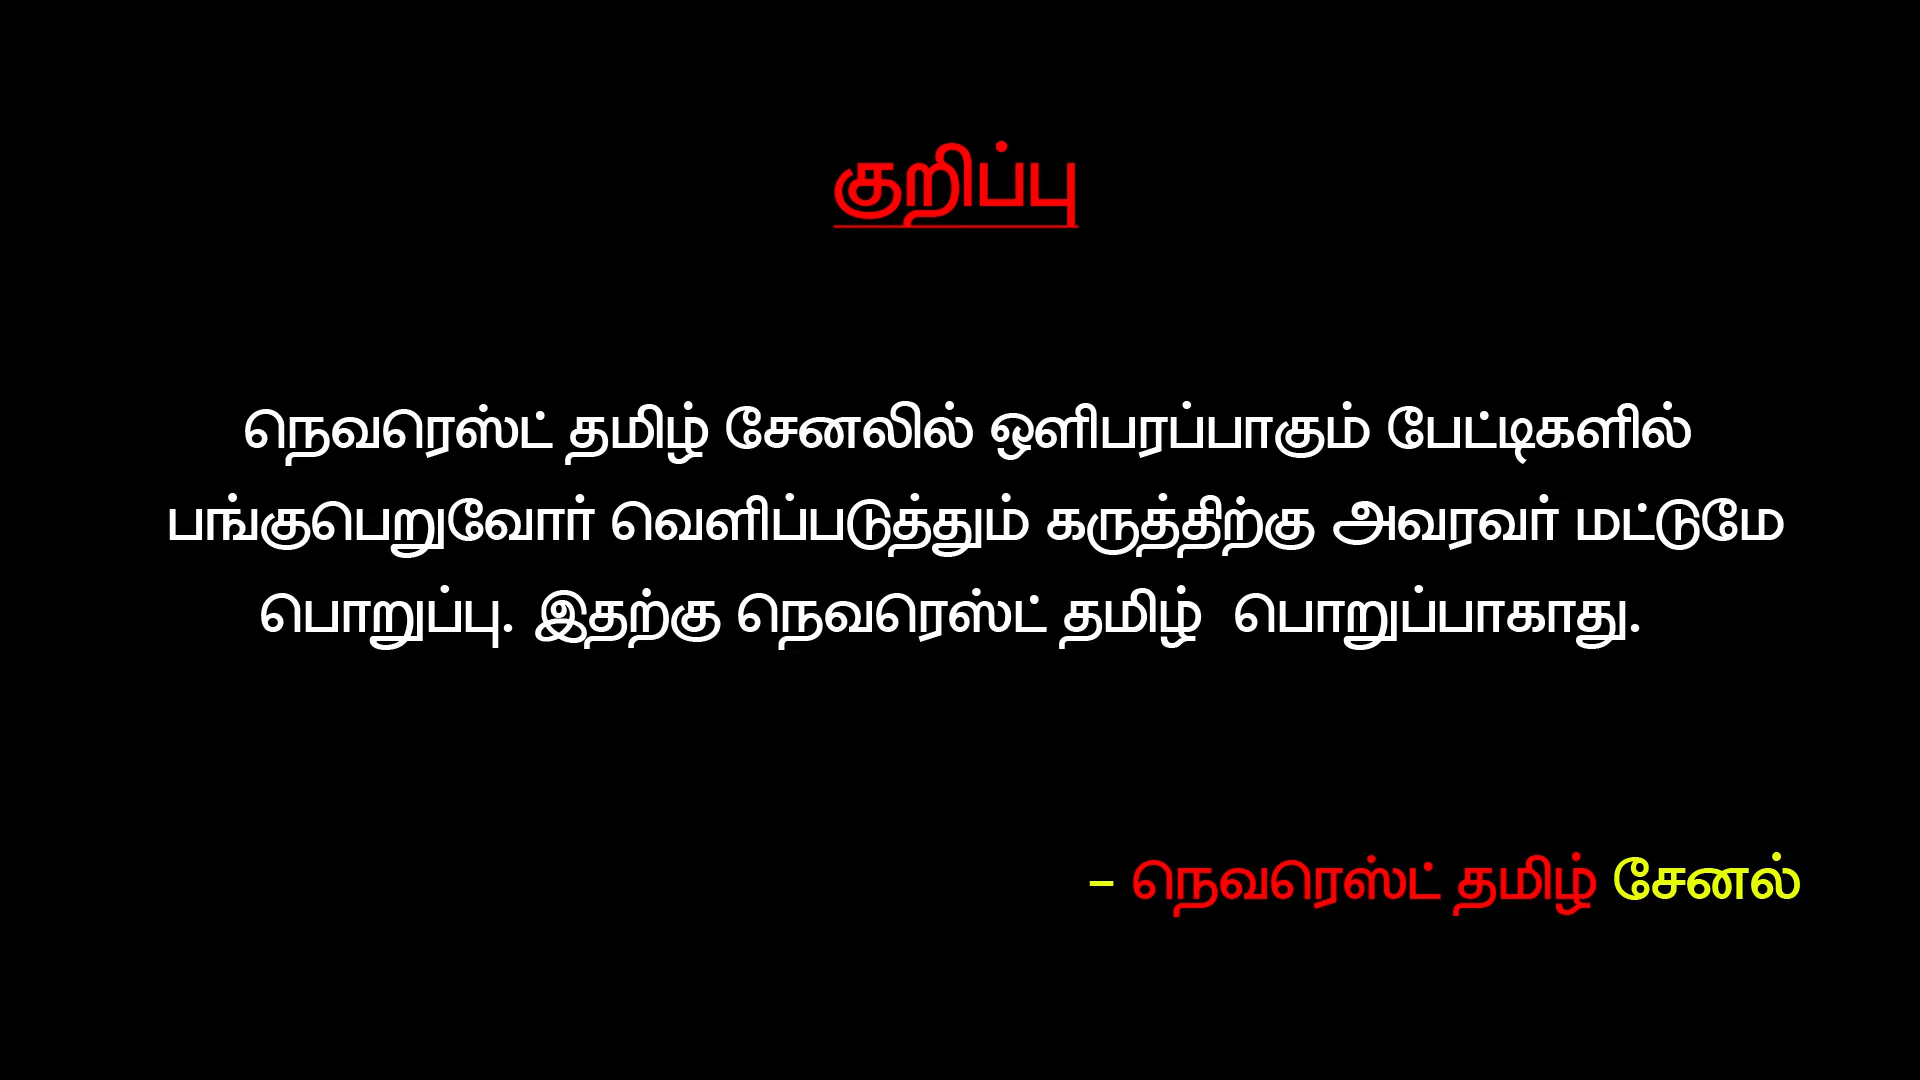 குறிப்பு
நெவரெஸ்ட் தமிழ் சேனலில் ஒளிபரப்பாகும் பேட்டிகளில்
பங்குபெறுவோர் வெளிப்படுத்தும் கருத்திற்கு அவரவர் மட்டுமே
பொறுப்பு. இதற்கு நெவரெஸ்ட் தமிழ் பொறுப்பாகாது.
– நெவரெஸ்ட் தமிழ் சேனல்